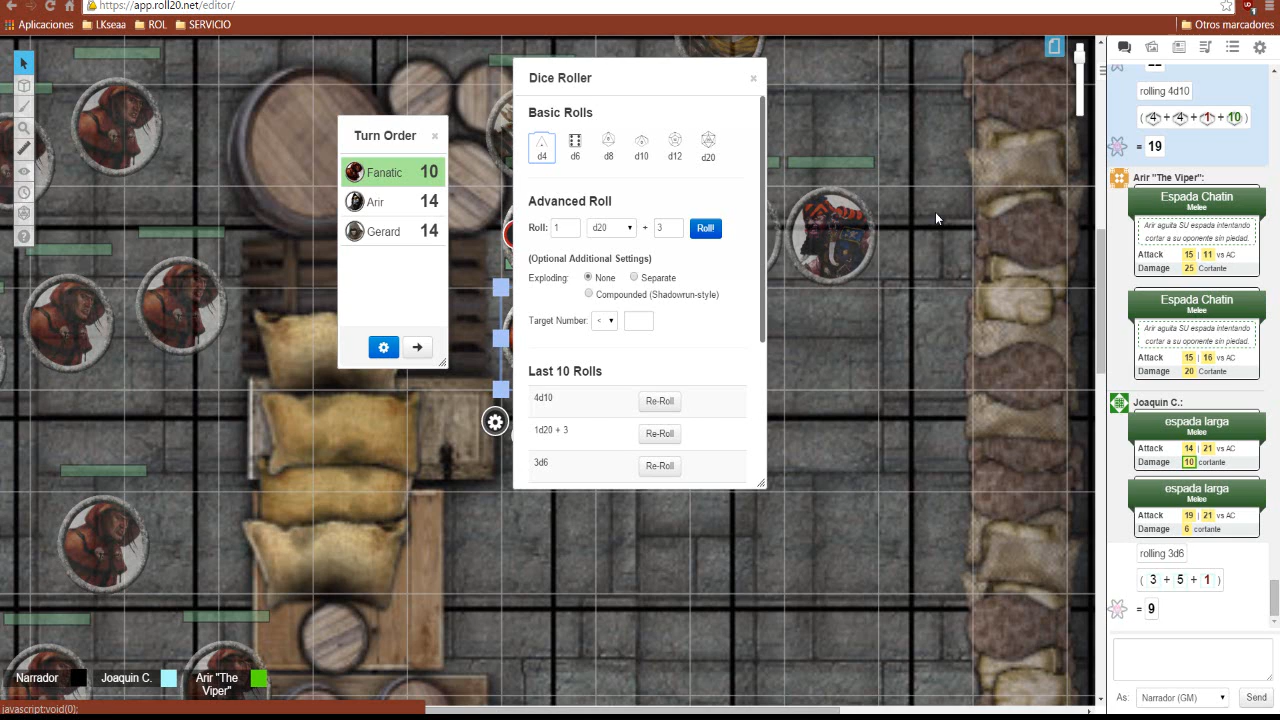 https://app.roll20.net/editor/
Aplicaciones LKseaa ROL SERVICIO Otros marcadores
Turn Order ×
Fanatic 10
Arir 14
Gerard 14
Dice Roller ×
Basic Rolls
d4 d6 d8 d10 d12 d20
Advanced Roll
Roll: 1 d20 + 3 Roll!
(Optional Additional Settings)
Exploding: None Separate
Compounded (Shadowrun-style)
Target Number: <
Last 10 Rolls
4d10 Re-Roll
1d20 + 3 Re-Roll
3d6 Re-Roll
rolling 4d10
(4+4+1+10)
= 19
Arir "The Viper":
Espada Chatin
Melee
Arir aguita SU espada intentando
cortar a su oponente sin piedad.
Attack 15 | 11 vs AC
Damage 25 Cortante
Espada Chatin
Melee
Arir aguita SU espada intentando
cortar a su oponente sin piedad.
Attack 15 | 16 vs AC
Damage 20 Cortante
Joaquin C.:
espada larga
Melee
Attack 14 | 21 vs AC
Damage 10 cortante
espada larga
Melee
Attack 19 | 21 vs AC
Damage 6 cortante
rolling 3d6
(3+5+1)
= 9
As: Narrador (GM) Send
Narrador Joaquin C. Arir "The
Viper"
javascript:void(0);